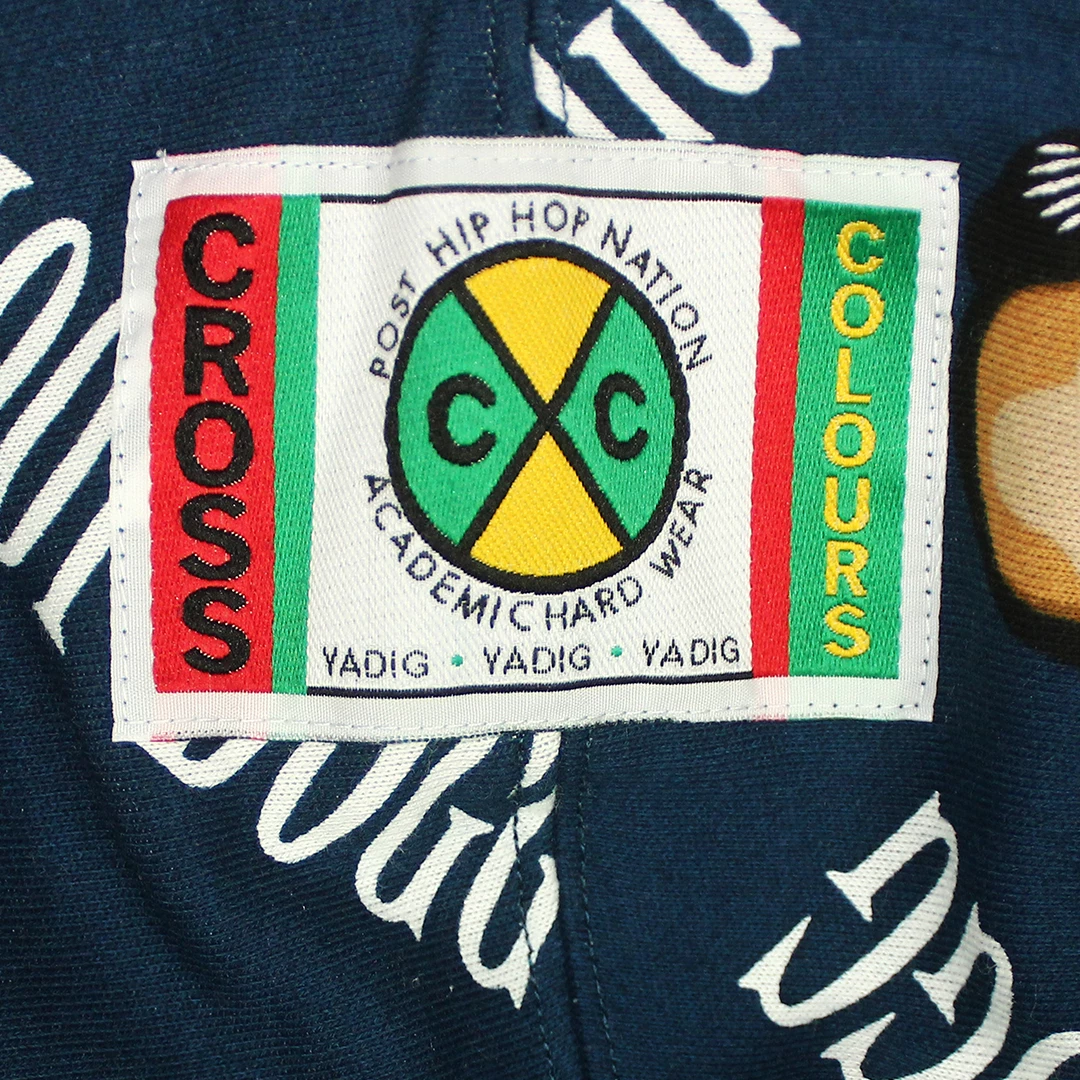 CROSS
POST HIP HOP NATION
C C
ACADEMIC HARD WEAR
YADIG • YADIG • YADIG
COLOURS